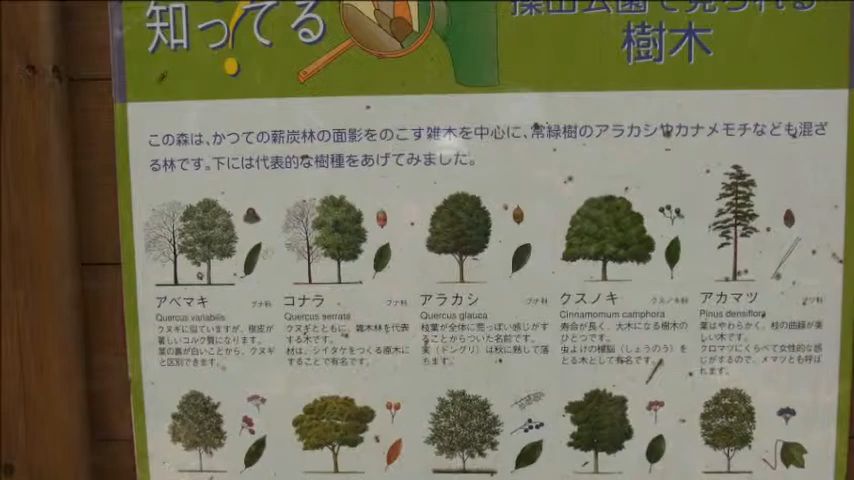 知ってる
操山公園で見られる
樹木
この森は、かつての薪炭林の面影をのこす雑木を中心に、常緑樹のアラカシやカナメモチなども混ざ
る林です。下には代表的な樹種をあげてみました。
アベマキ ブナ科
Quercus variabilis
クヌギに似ていますが、樹皮が
著しいコルク質になります。
葉の裏が白いことから、クヌギ
と区別できます。
コナラ ブナ科
Quercus serrata
クヌギとともに、雑木林を代表
する木です。
材は、シイタケをつくる原木に
することで有名です。
アラカシ ブナ科
Quercus glauca
枝葉が全体に荒っぽい感じがす
ることからついた名前です。
実（ドングリ）は秋に熟して落
ちます。
クスノキ クスノキ科
Cinnamomum camphora
寿命が長く、大木になる樹木の
ひとつです。
虫よけの樟脳（しょうのう）を
とる木として有名です。
アカマツ マツ科
Pinus densiflora
葉はやわらかく、枝の曲線が美
しい木です。
クロマツにくらべて女性的な感
じがするので、メマツとも呼ば
れます。